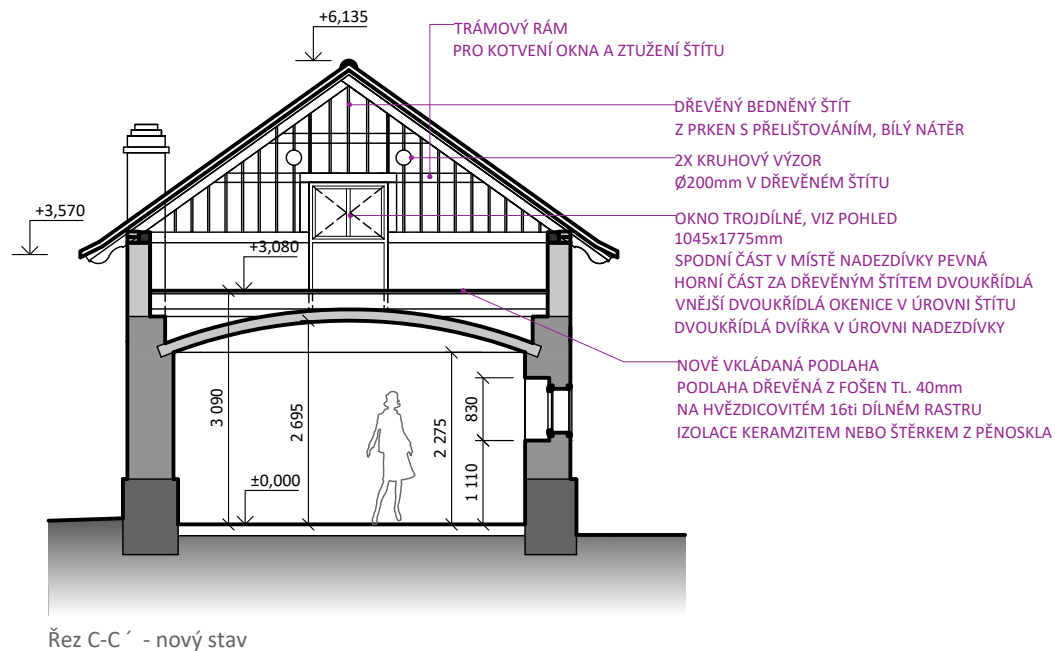 +6,135
TRÁMOVÝ RÁM
PRO KOTVENÍ OKNA A ZTUŽENÍ ŠTÍTU
DŘEVĚNÝ BEDNĚNÝ ŠTÍT
Z PRKEN S PŘELIŠTOVÁNÍM, BÍLÝ NÁTĚR
2X KRUHOVÝ VÝZOR
Ø200mm V DŘEVĚNÉM ŠTÍTU
+3,570
OKNO TROJDÍLNÉ, VIZ POHLED
1045x1775mm
SPODNÍ ČÁST V MÍSTĚ NADEZDÍVKY PEVNÁ
HORNÍ ČÁST ZA DŘEVĚNÝM ŠTÍTEM DVOUKŘÍDLÁ
VNĚJŠÍ DVOUKŘÍDLÁ OKENICE V ÚROVNI ŠTÍTU
DVOUKŘÍDLÁ DVÍŘKA V ÚROVNI NADEZDÍVKY
+3,080
NOVĚ VKLÁDANÁ PODLAHA
PODLAHA DŘEVĚNÁ Z FOŠEN TL. 40mm
NA HVĚZDICOVITÉM 16ti DÍLNÉM RASTRU
IZOLACE KERAMZITEM NEBO ŠTĚRKEM Z PĚNOSKLA
3 090
2 695
2 275
830
1 110
±0,000
Řez C-C ´ - nový stav